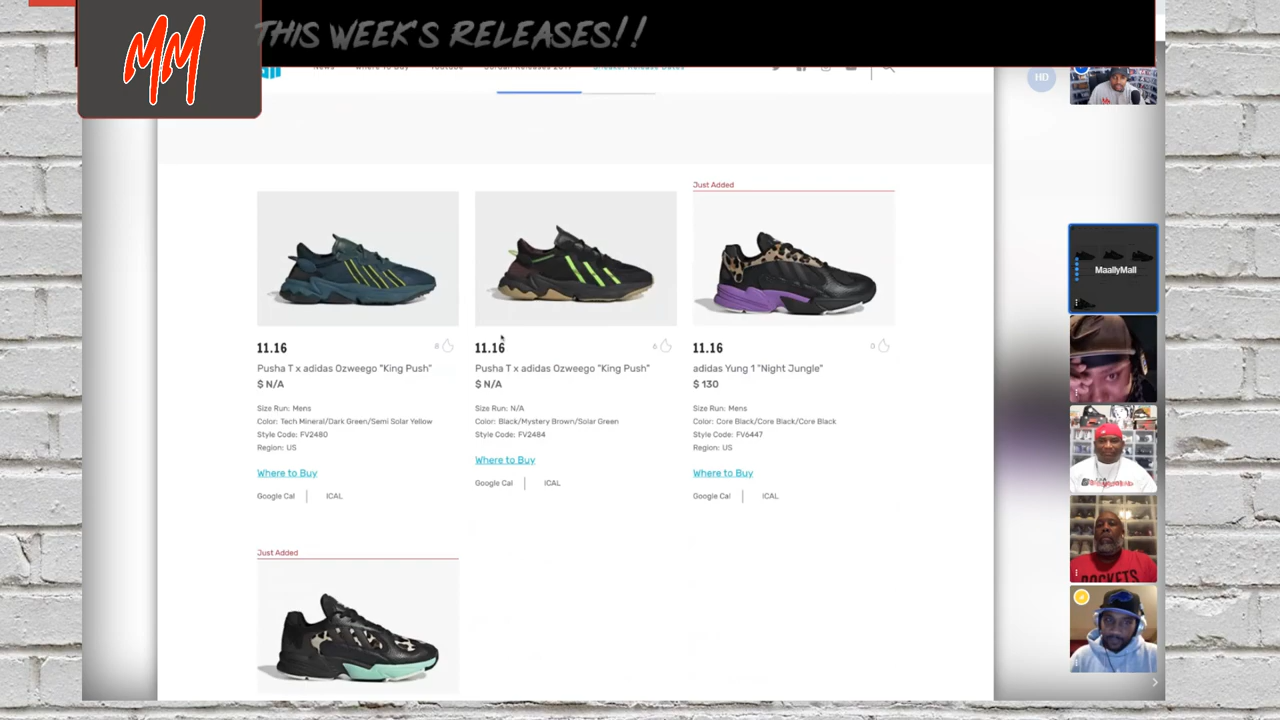 MM
THIS WEEK'S RELEASES!!
HD
Just Added
11.16
8
Pusha T x adidas Ozweego "King Push"
$ N/A
Size Run: Mens
Color: Tech Mineral/Dark Green/Semi Solar Yellow
Style Code: FV2480
Region: US
Where to Buy
Google Cal
iCAL
11.16
6
Pusha T x adidas Ozweego "King Push"
$ N/A
Size Run: N/A
Color: Black/Mystery Brown/Solar Green
Style Code: FV2484
Where to Buy
Google Cal
iCAL
11.16
0
adidas Yung 1 "Night Jungle"
$ 130
Size Run: Mens
Color: Core Black/Core Black/Core Black
Style Code: FV6447
Region: US
Where to Buy
Google Cal
iCAL
Just Added
MaallyMall
ROCKETS